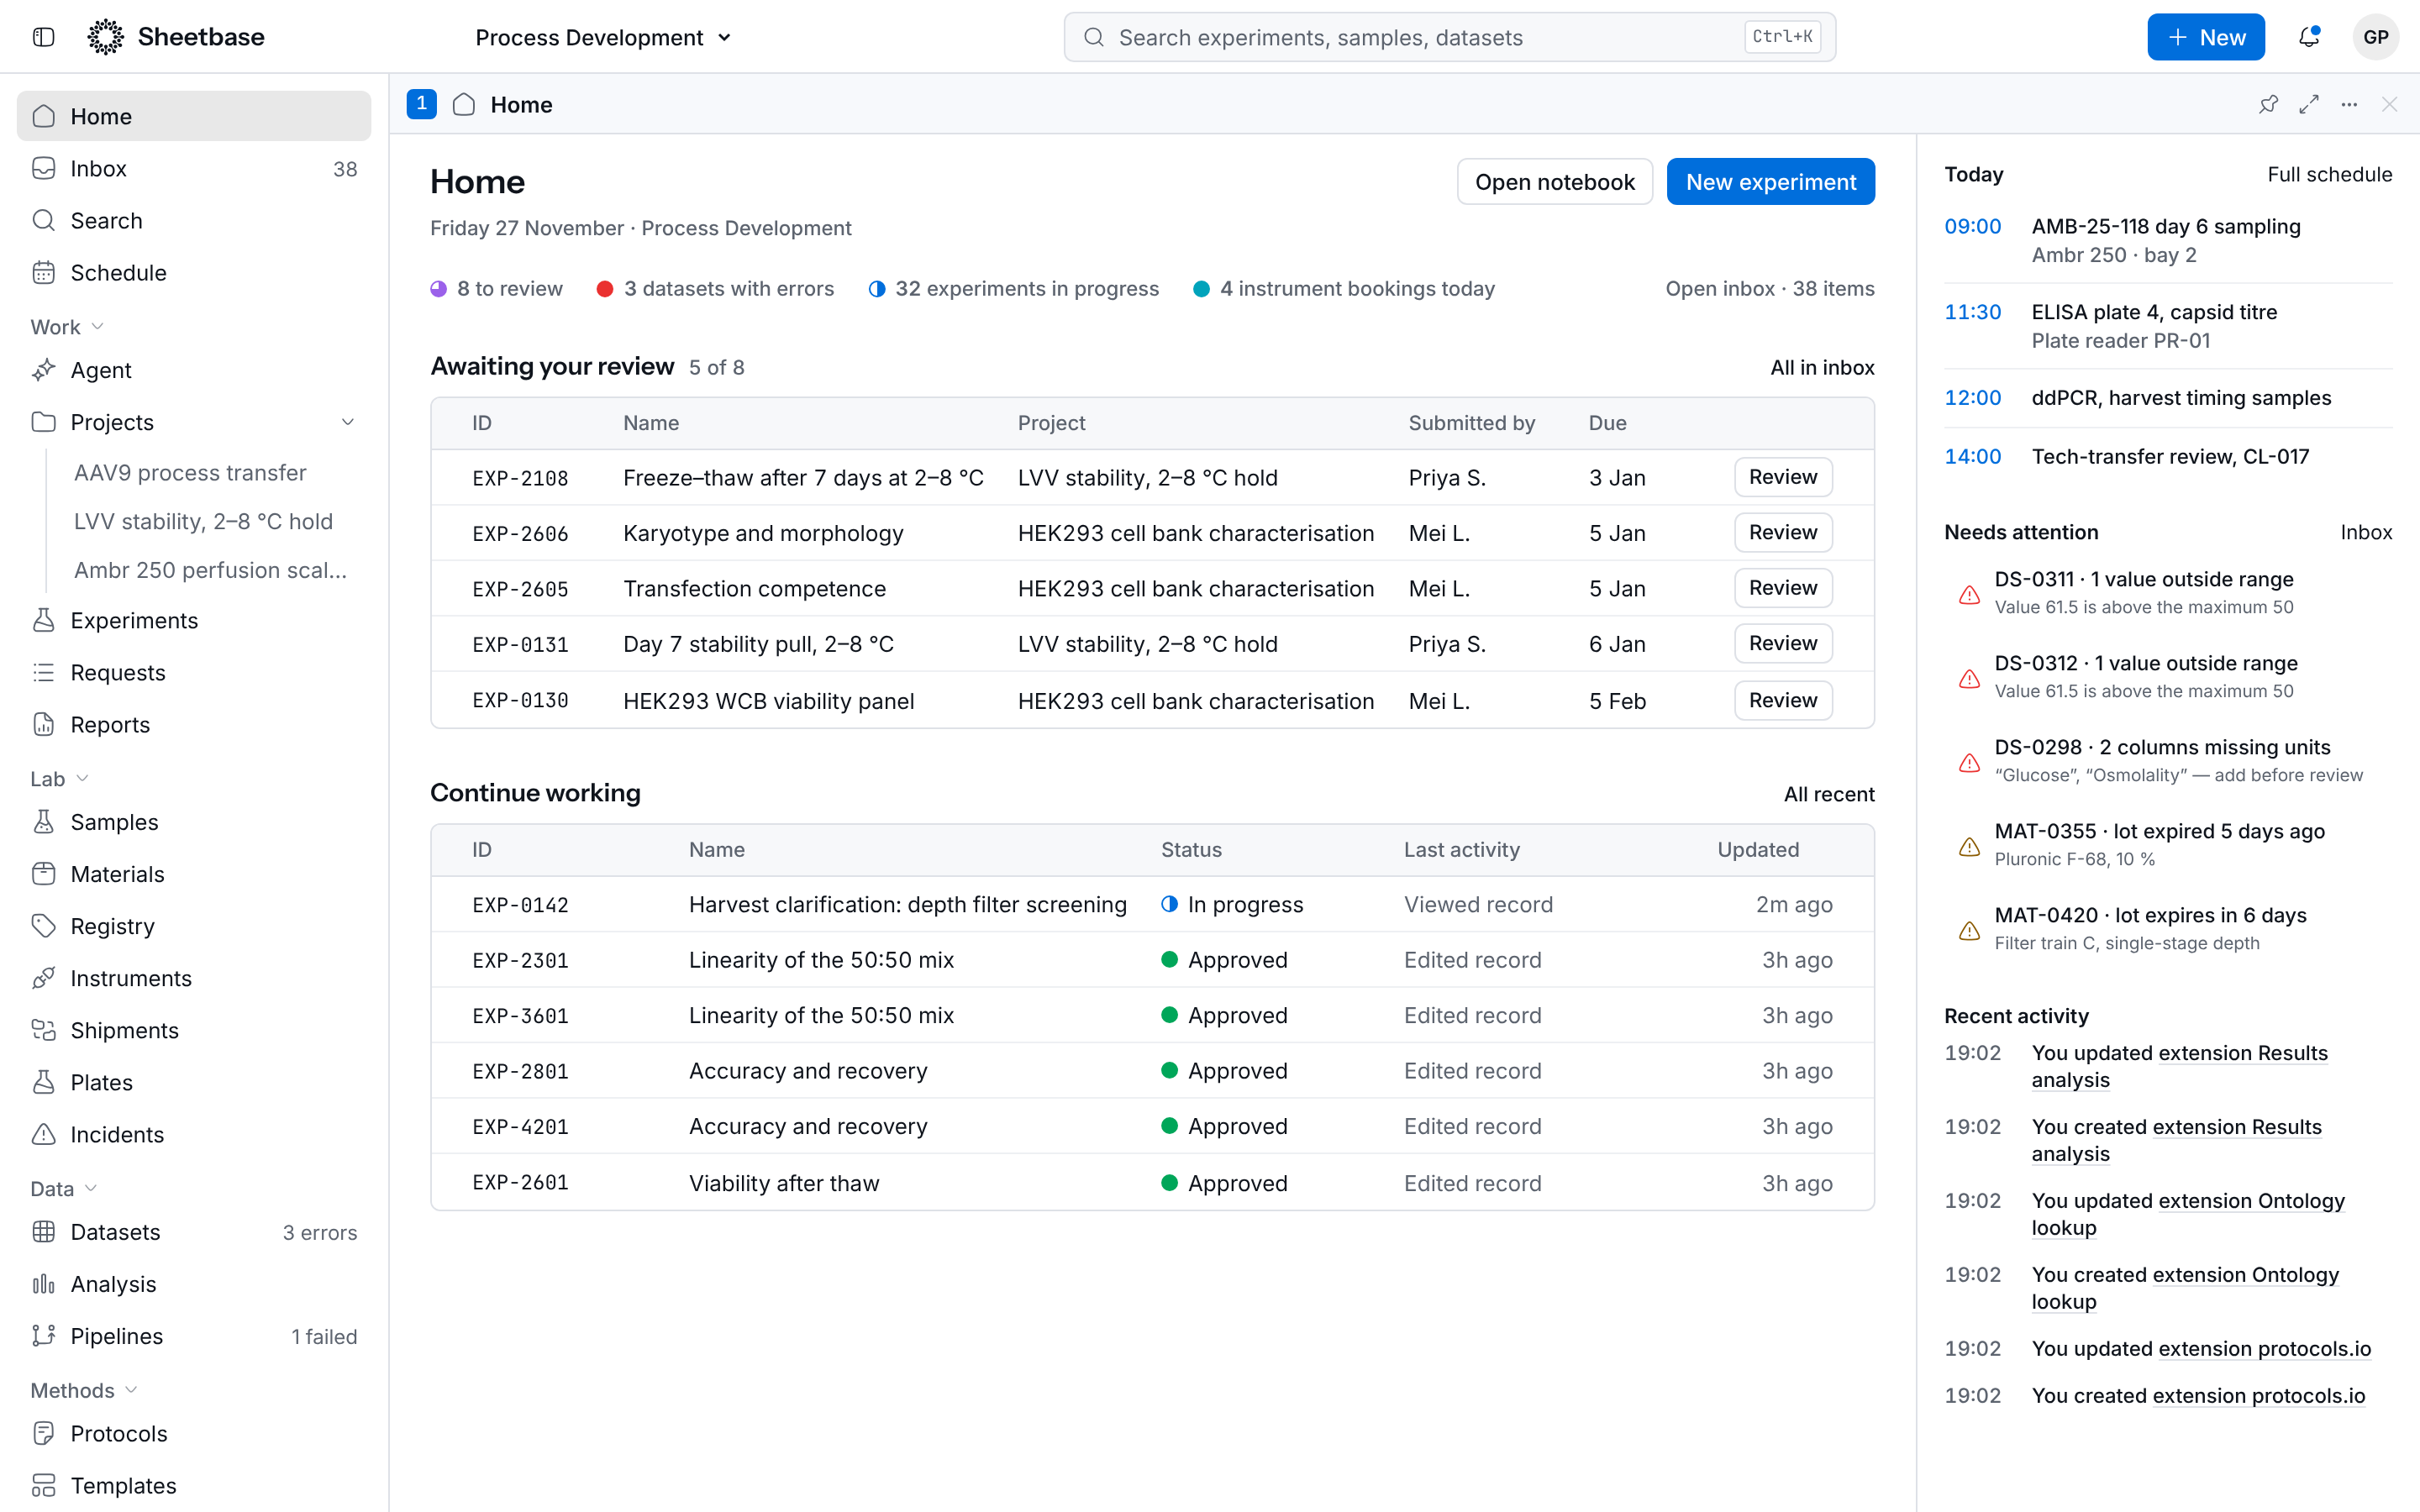 Sheetbase
Process Development
Search experiments, samples, datasets
Ctrl+K
New
GP
Home
Inbox 38
Search
Schedule
Work
Agent
Projects
AAV9 process transfer
LVV stability, 2–8 °C hold
Ambr 250 perfusion scal...
Experiments
Requests
Reports
Lab
Samples
Materials
Registry
Instruments
Shipments
Plates
Incidents
Data
Datasets 3 errors
Analysis
Pipelines 1 failed
Methods
Protocols
Templates
1 Home
Home
Open notebook
New experiment
Friday 27 November · Process Development
8 to review
3 datasets with errors
32 experiments in progress
4 instrument bookings today
Open inbox · 38 items
Awaiting your review 5 of 8
All in inbox
ID Name Project Submitted by Due
EXP-2108 Freeze–thaw after 7 days at 2–8 °C LVV stability, 2–8 °C hold Priya S. 3 Jan Review
EXP-2606 Karyotype and morphology HEK293 cell bank characterisation Mei L. 5 Jan Review
EXP-2605 Transfection competence HEK293 cell bank characterisation Mei L. 5 Jan Review
EXP-0131 Day 7 stability pull, 2–8 °C LVV stability, 2–8 °C hold Priya S. 6 Jan Review
EXP-0130 HEK293 WCB viability panel HEK293 cell bank characterisation Mei L. 5 Feb Review
Continue working
All recent
ID Name Status Last activity Updated
EXP-0142 Harvest clarification: depth filter screening In progress Viewed record 2m ago
EXP-2301 Linearity of the 50:50 mix Approved Edited record 3h ago
EXP-3601 Linearity of the 50:50 mix Approved Edited record 3h ago
EXP-2801 Accuracy and recovery Approved Edited record 3h ago
EXP-4201 Accuracy and recovery Approved Edited record 3h ago
EXP-2601 Viability after thaw Approved Edited record 3h ago
Today
Full schedule
09:00 AMB-25-118 day 6 sampling
Ambr 250 · bay 2
11:30 ELISA plate 4, capsid titre
Plate reader PR-01
12:00 ddPCR, harvest timing samples
14:00 Tech-transfer review, CL-017
Needs attention
Inbox
DS-0311 · 1 value outside range
Value 61.5 is above the maximum 50
DS-0312 · 1 value outside range
Value 61.5 is above the maximum 50
DS-0298 · 2 columns missing units
“Glucose”, “Osmolality” — add before review
MAT-0355 · lot expired 5 days ago
Pluronic F-68, 10 %
MAT-0420 · lot expires in 6 days
Filter train C, single-stage depth
Recent activity
19:02 You updated extension Results
analysis
19:02 You created extension Results
analysis
19:02 You updated extension Ontology
lookup
19:02 You created extension Ontology
lookup
19:02 You updated extension protocols.io
19:02 You created extension protocols.io